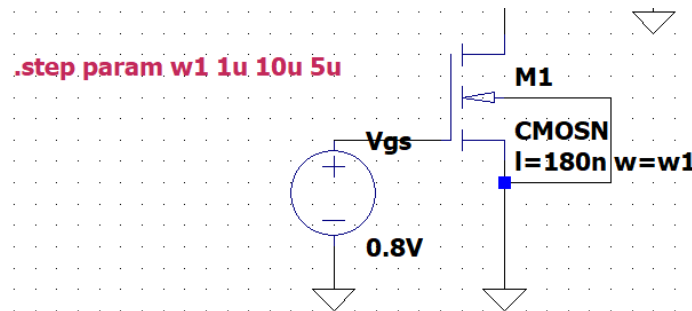 .step param w1 1u 10u 5u
M1
Vgs
CMOSN
l=180n w=w1
0.8V